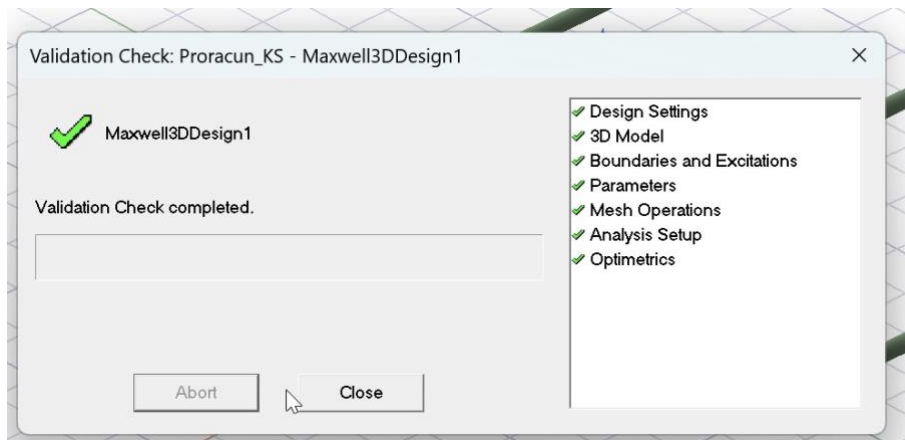 Validation Check: Proracun_KS - Maxwell3DDesign1
Maxwell3DDesign1
Validation Check completed.
Design Settings
3D Model
Boundaries and Excitations
Parameters
Mesh Operations
Analysis Setup
Optimetrics
Abort
Close